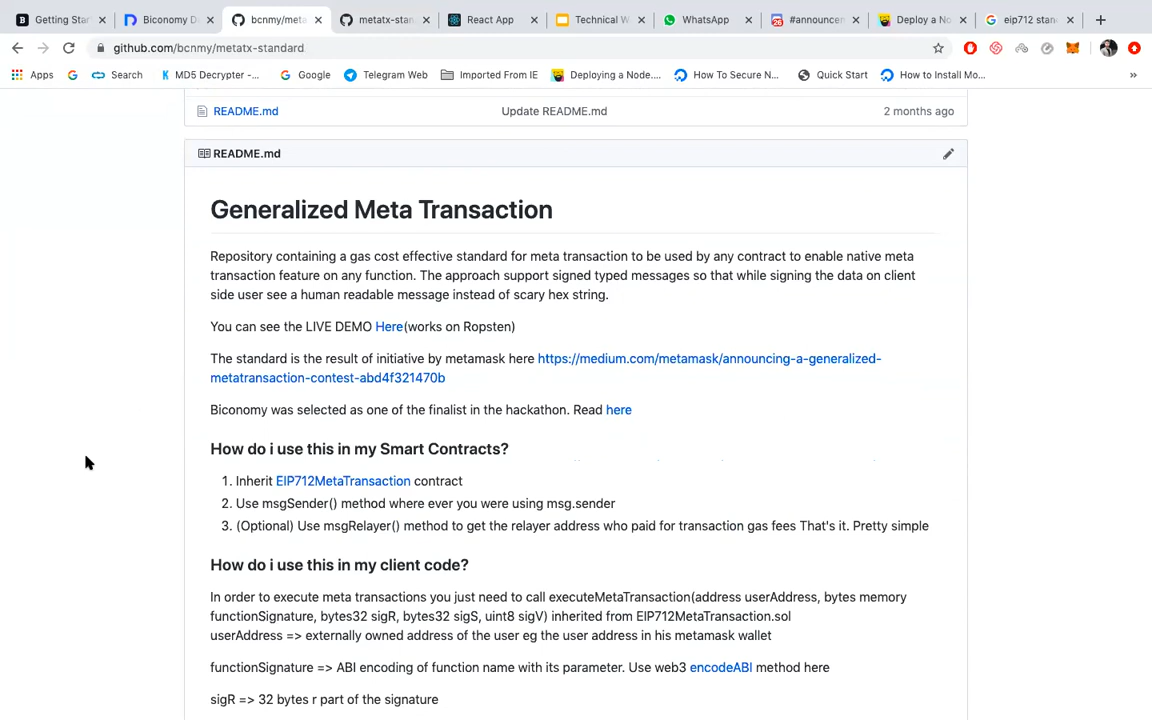 Getting Star
Biconomy D
bcnmy/meta
metatx-stan
React App
Technical W
WhatsApp
#announcer
Deploy a No
eip712 stan
github.com/bcnmy/metatx-standard
Apps
Search
MD5 Decrypter -...
Google
Telegram Web
Imported From IE
Deploying a Node....
How To Secure N...
Quick Start
How to Install Mo...
README.md Update README.md 2 months ago
README.md
Generalized Meta Transaction
Repository containing a gas cost effective standard for meta transaction to be used by any contract to enable native meta
transaction feature on any function. The approach support signed typed messages so that while signing the data on client
side user see a human readable message instead of scary hex string.
You can see the LIVE DEMO Here(works on Ropsten)
The standard is the result of initiative by metamask here https://medium.com/metamask/announcing-a-generalized-
metatransaction-contest-abd4f321470b
Biconomy was selected as one of the finalist in the hackathon. Read here
How do i use this in my Smart Contracts?
1. Inherit EIP712MetaTransaction contract
2. Use msgSender() method where ever you were using msg.sender
3. (Optional) Use msgRelayer() method to get the relayer address who paid for transaction gas fees That's it. Pretty simple
How do i use this in my client code?
In order to execute meta transactions you just need to call executeMetaTransaction(address userAddress, bytes memory
functionSignature, bytes32 sigR, bytes32 sigS, uint8 sigV) inherited from EIP712MetaTransaction.sol
userAddress => externally owned address of the user eg the user address in his metamask wallet
functionSignature => ABI encoding of function name with its parameter. Use web3 encodeABI method here
sigR => 32 bytes r part of the signature